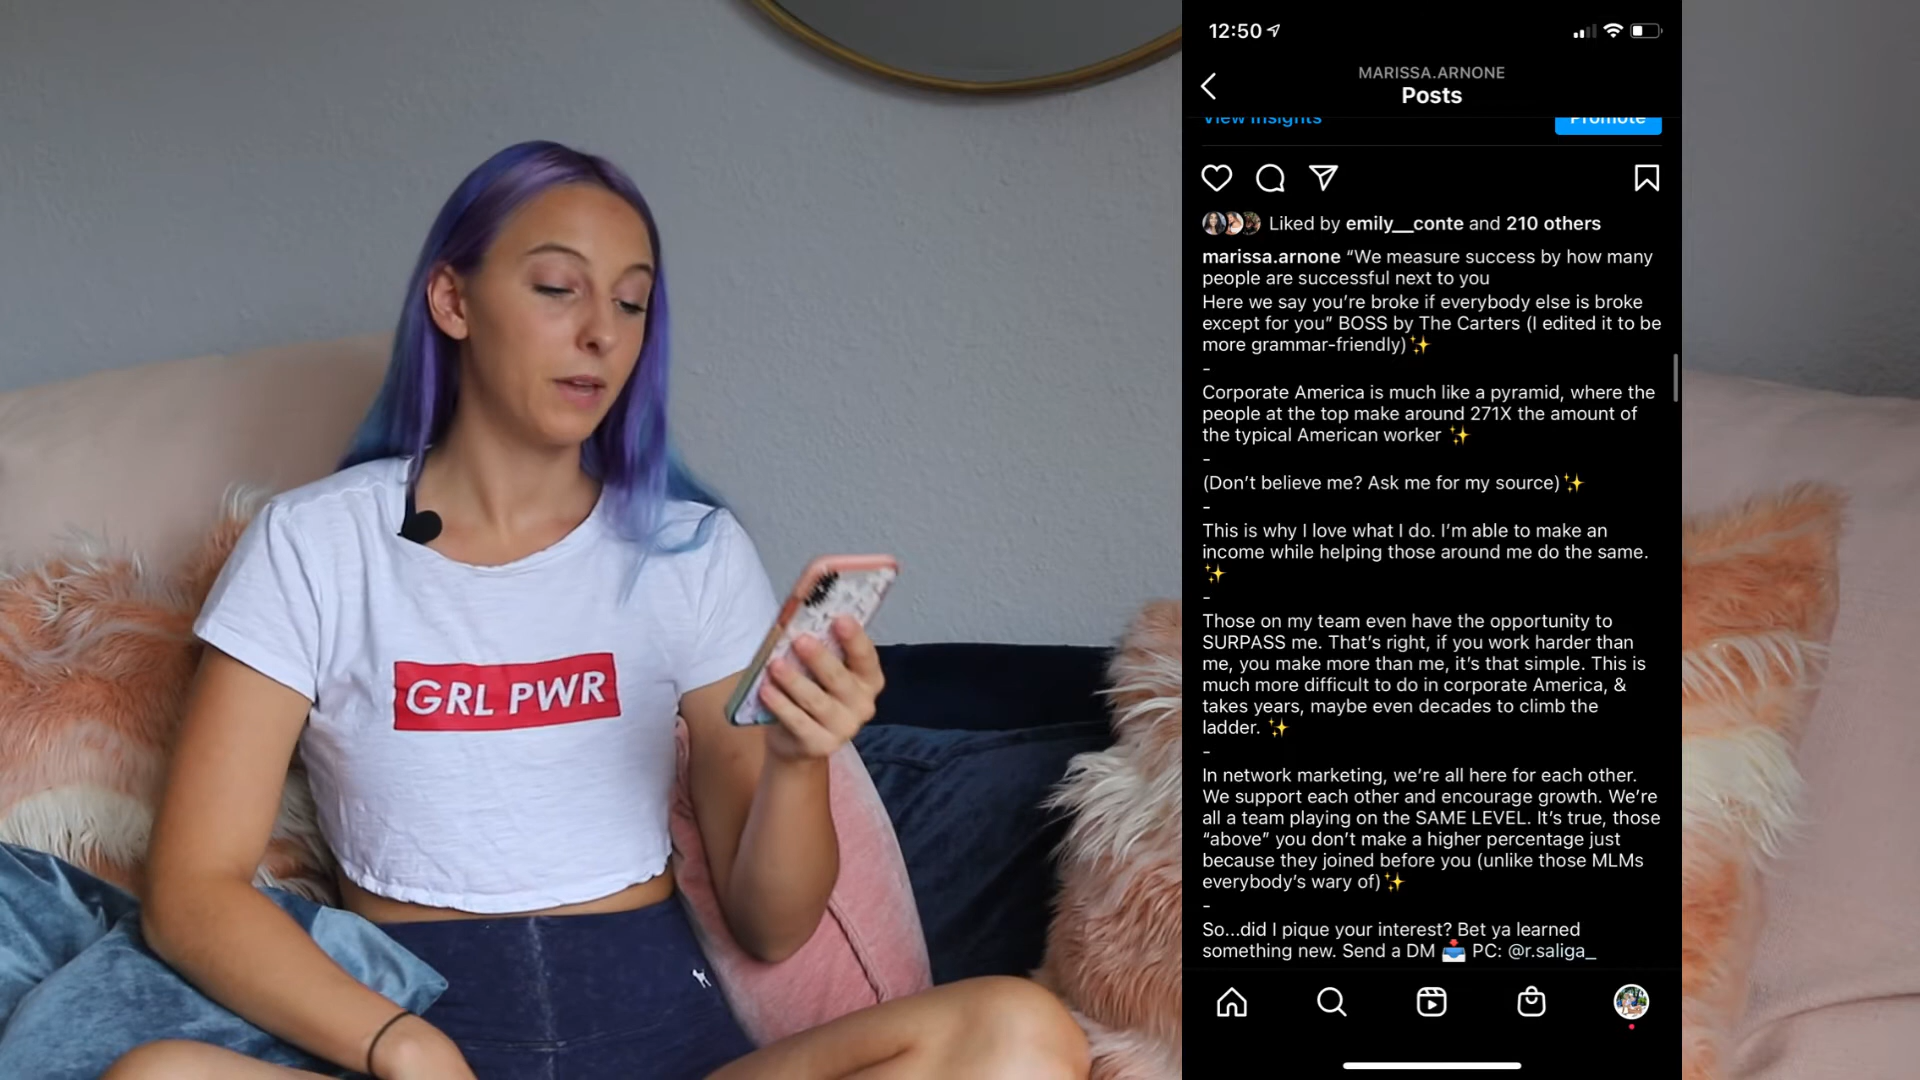 GRL PWR
12:50
MARISSA.ARNONE
Posts
View Insights
Promote
Liked by emily__conte and 210 others
marissa.arnone “We measure success by how many
people are successful next to you
Here we say you’re broke if everybody else is broke
except for you” BOSS by The Carters (I edited it to be
more grammar-friendly)✨
-
Corporate America is much like a pyramid, where the
people at the top make around 271X the amount of
the typical American worker ✨
-
(Don’t believe me? Ask me for my source)✨
-
This is why I love what I do. I’m able to make an
income while helping those around me do the same.
✨
-
Those on my team even have the opportunity to
SURPASS me. That’s right, if you work harder than
me, you make more than me, it’s that simple. This is
much more difficult to do in corporate America, &
takes years, maybe even decades to climb the
ladder. ✨
-
In network marketing, we’re all here for each other.
We support each other and encourage growth. We’re
all a team playing on the SAME LEVEL. It’s true, those
“above” you don’t make a higher percentage just
because they joined before you (unlike those MLMs
everybody’s wary of)✨
-
So...did I pique your interest? Bet ya learned
something new. Send a DM 📥 PC: @r.saliga_